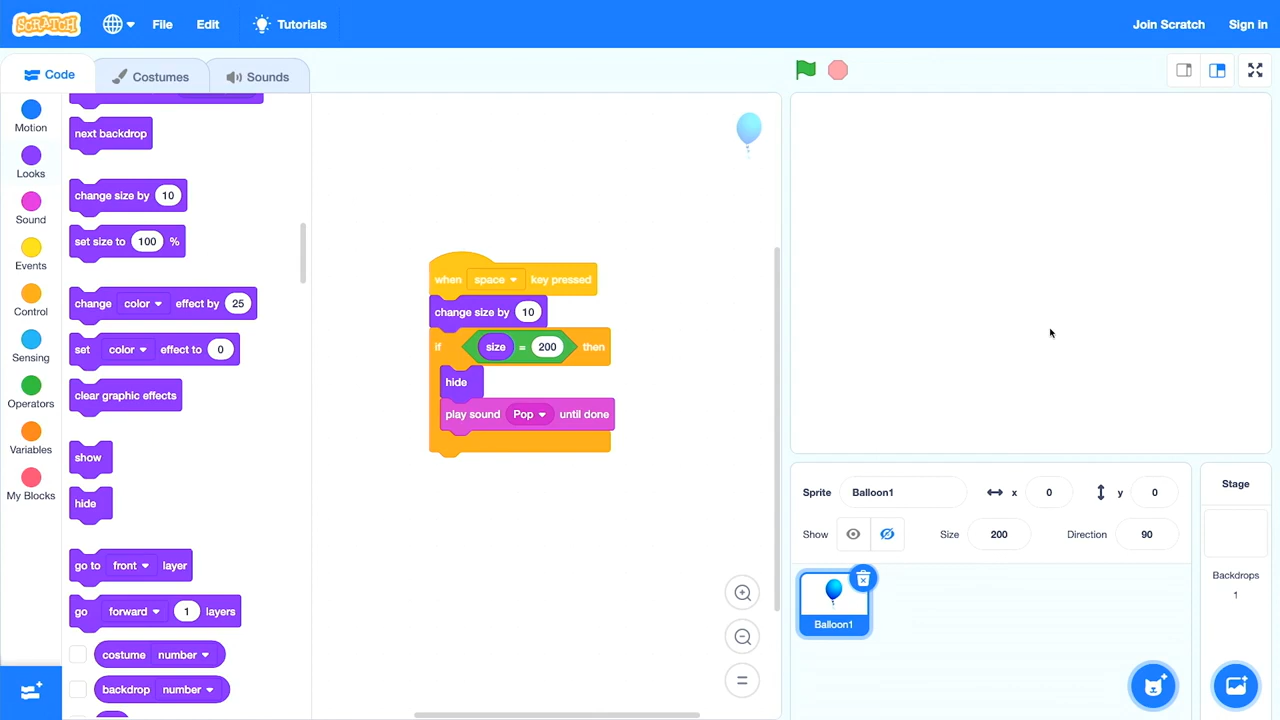 SCRATCH File Edit Tutorials Join Scratch Sign in
Code Costumes Sounds
Motion
Looks
Sound
Events
Control
Sensing
Operators
Variables
My Blocks
next backdrop
change size by 10
set size to 100 %
change color effect by 25
set color effect to 0
clear graphic effects
show
hide
go to front layer
go forward 1 layers
costume number
backdrop number
when space key pressed
change size by 10
if size = 200 then
hide
play sound Pop until done
Sprite Balloon1 x 0 y 0
Show Size 200 Direction 90
Balloon1
Stage
Backdrops
1